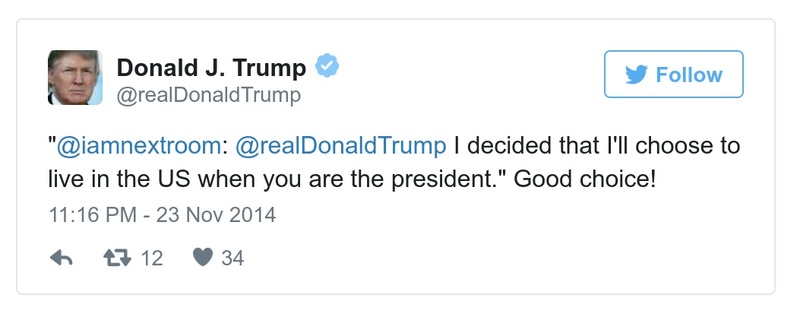 Donald J. Trump
@realDonaldTrump
Follow
"@iamnextroom: @realDonaldTrump I decided that I'll choose to
live in the US when you are the president." Good choice!
11:16 PM - 23 Nov 2014
12 34